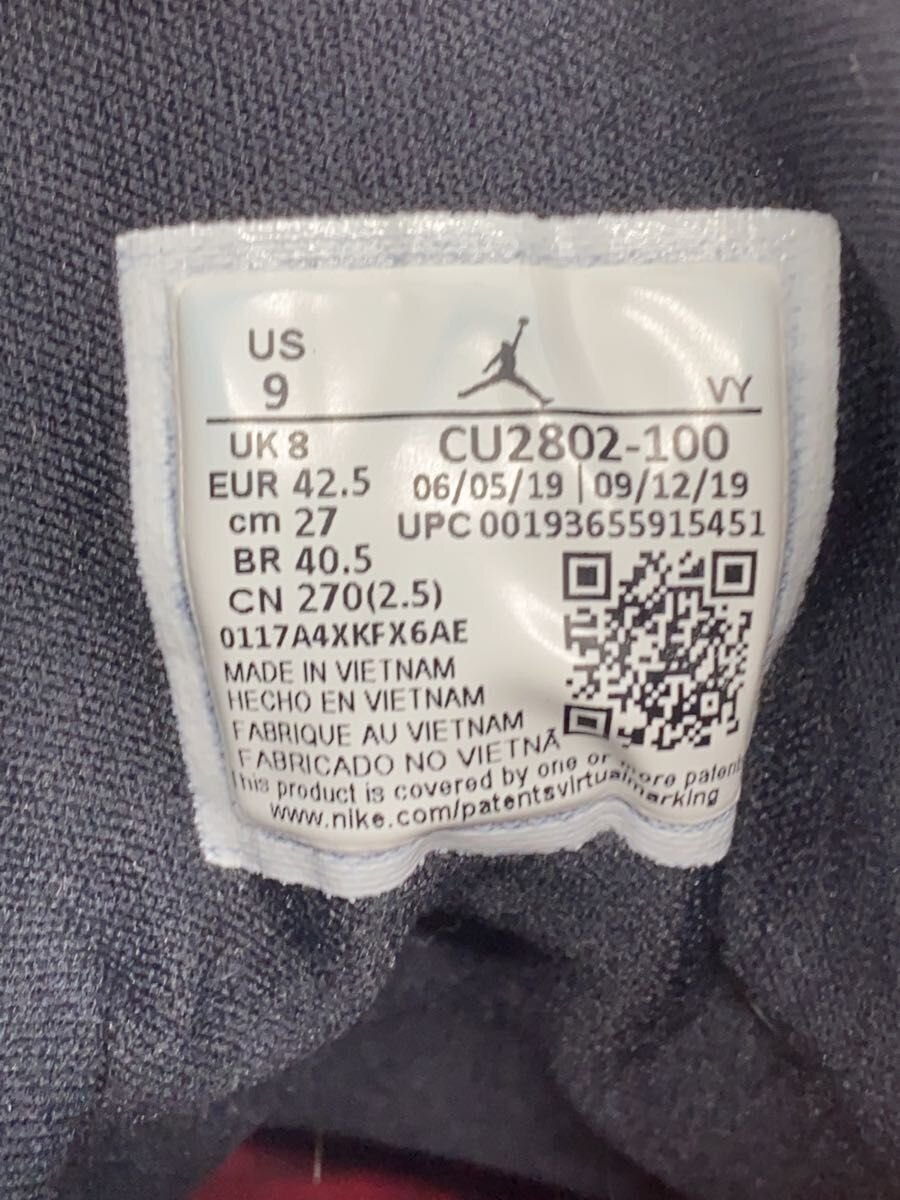 US
9
VY
UK 8
CU2802-100
EUR 42.5
06/05/19 | 09/12/19
cm 27
UPC 00193655915451
BR 40.5
CN 270(2.5)
0117A4XKFX6AE
MADE IN VIETNAM
HECHO EN VIETNAM
FABRIQUE AU VIETNAM
FABRICADO NO VIETNÃ
This product is covered by one or more patents
www.nike.com/patentsvirtualmarking